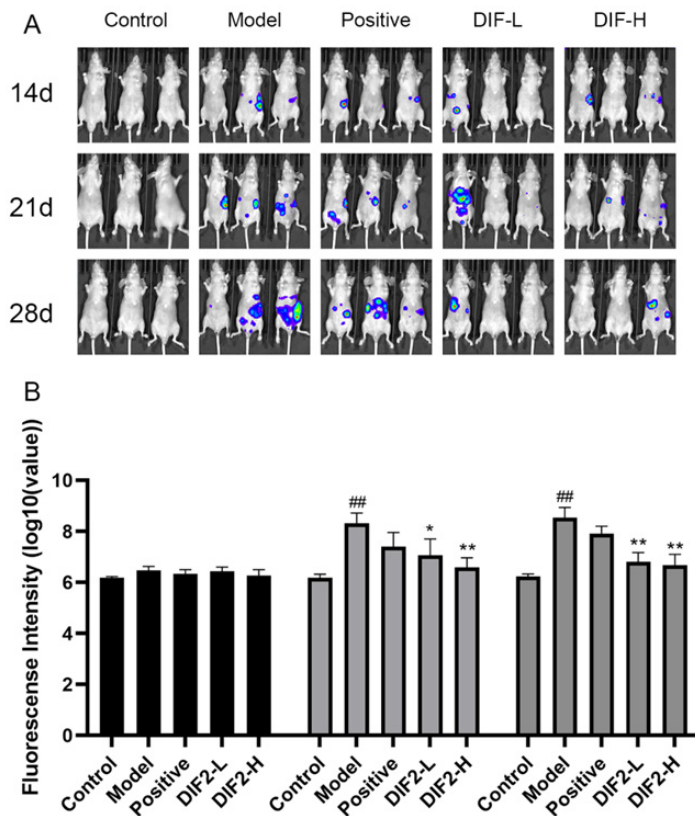 A
Control Model Positive DIF-L DIF-H
14d
21d
28d
B
Fluorescense Intensity (log10(value))
10
8
6
4
2
0
## * **
## ** **
Control Model Positive DIF2-L DIF2-H Control Model Positive DIF2-L DIF2-H Control Model Positive DIF2-L DIF2-H